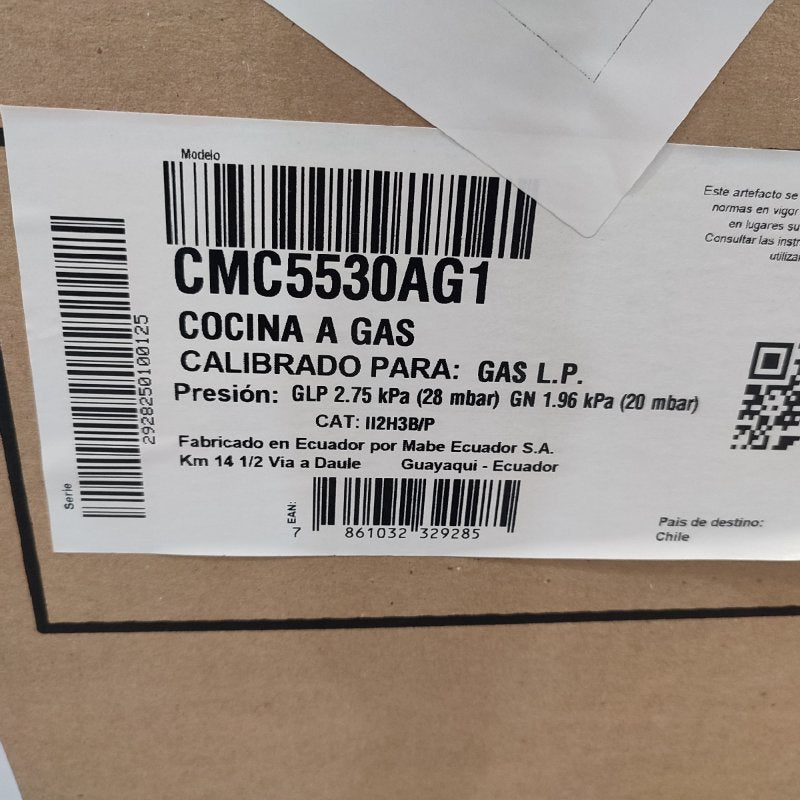 Modelo
CMC5530AG1
COCINA A GAS
CALIBRADO PARA: GAS L.P.
Presión: GLP 2.75 kPa (28 mbar) GN 1.96 kPa (20 mbar)
CAT: II2H3B/P
Fabricado en Ecuador por Mabe Ecuador S.A.
Km 14 1/2 Via a Daule Guayaqui - Ecuador
EAN:
7 861032 329285
Serie
2928250100125
Este artefacto se
normas en vigor
en lugares su
Consultar las instr
utiliza
Pais de destino:
Chile